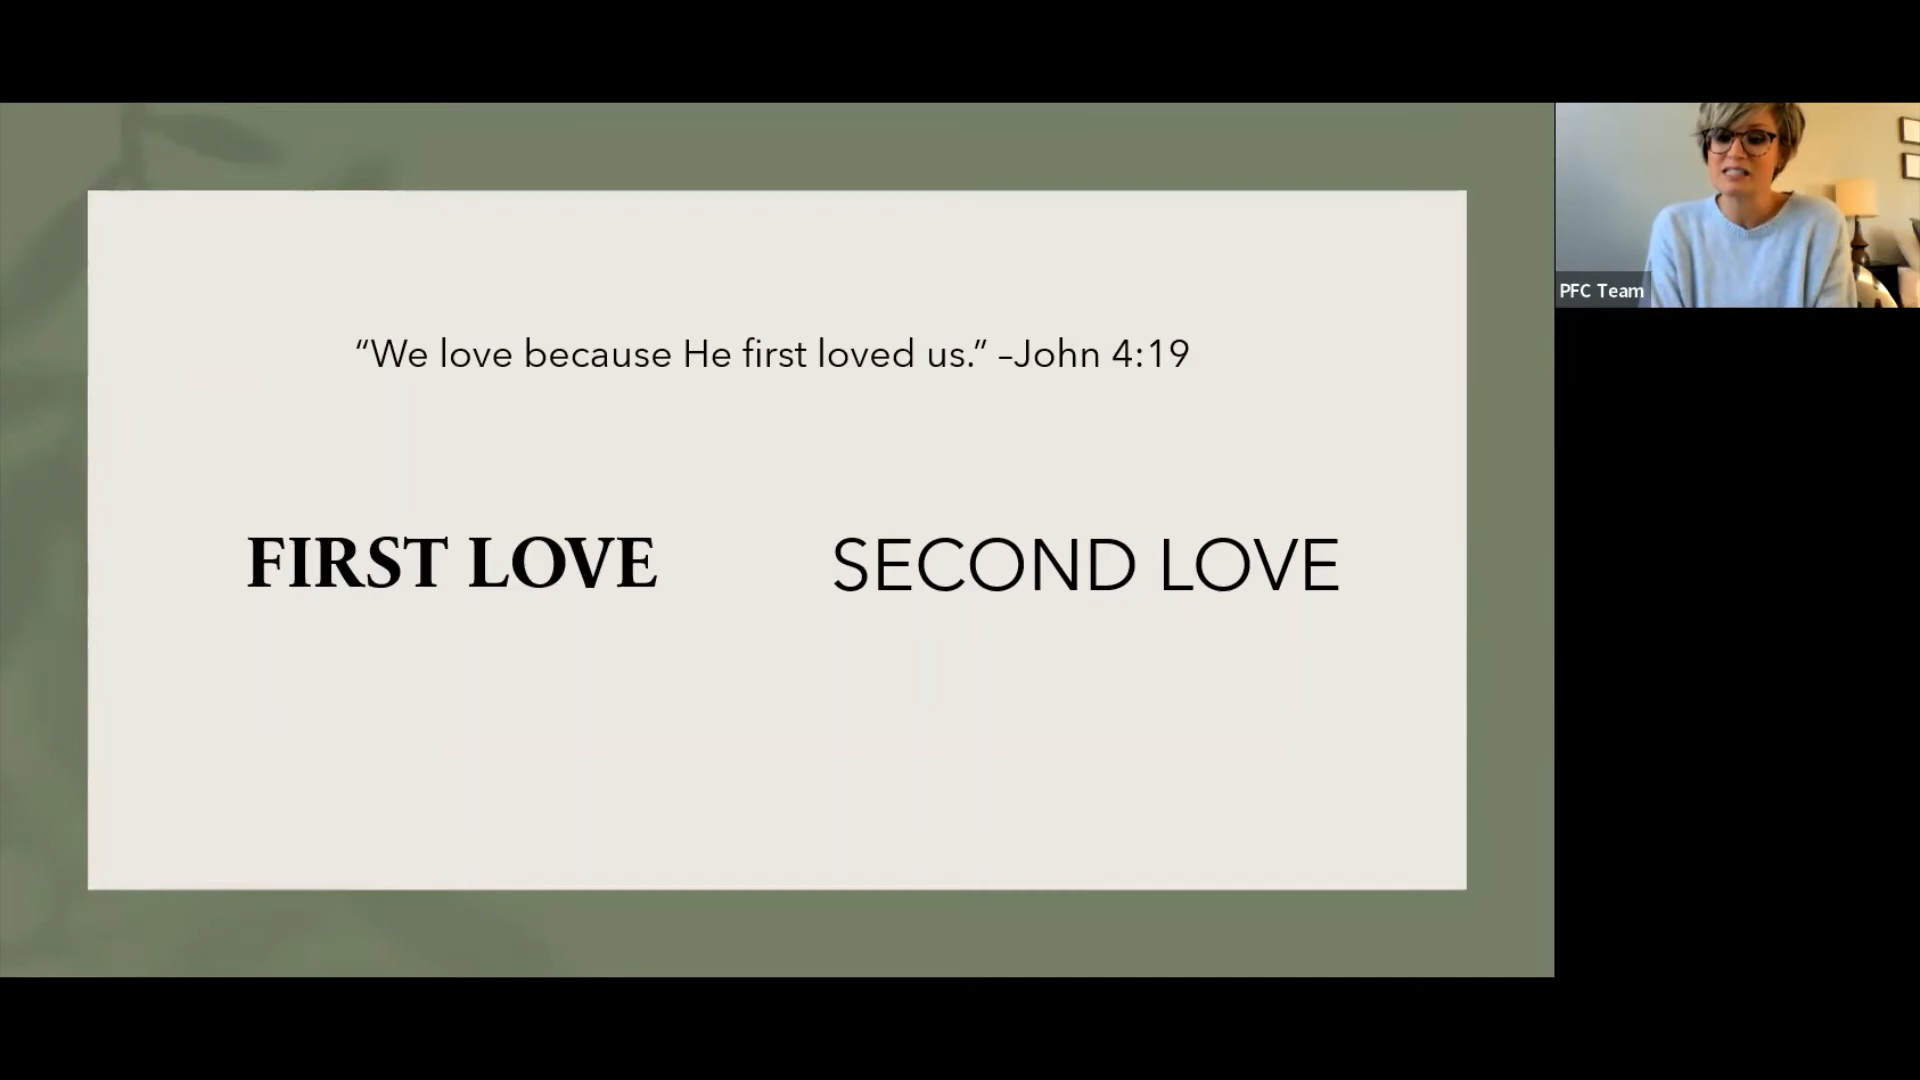 “We love because He first loved us.” –John 4:19
FIRST LOVE
SECOND LOVE
PFC Team